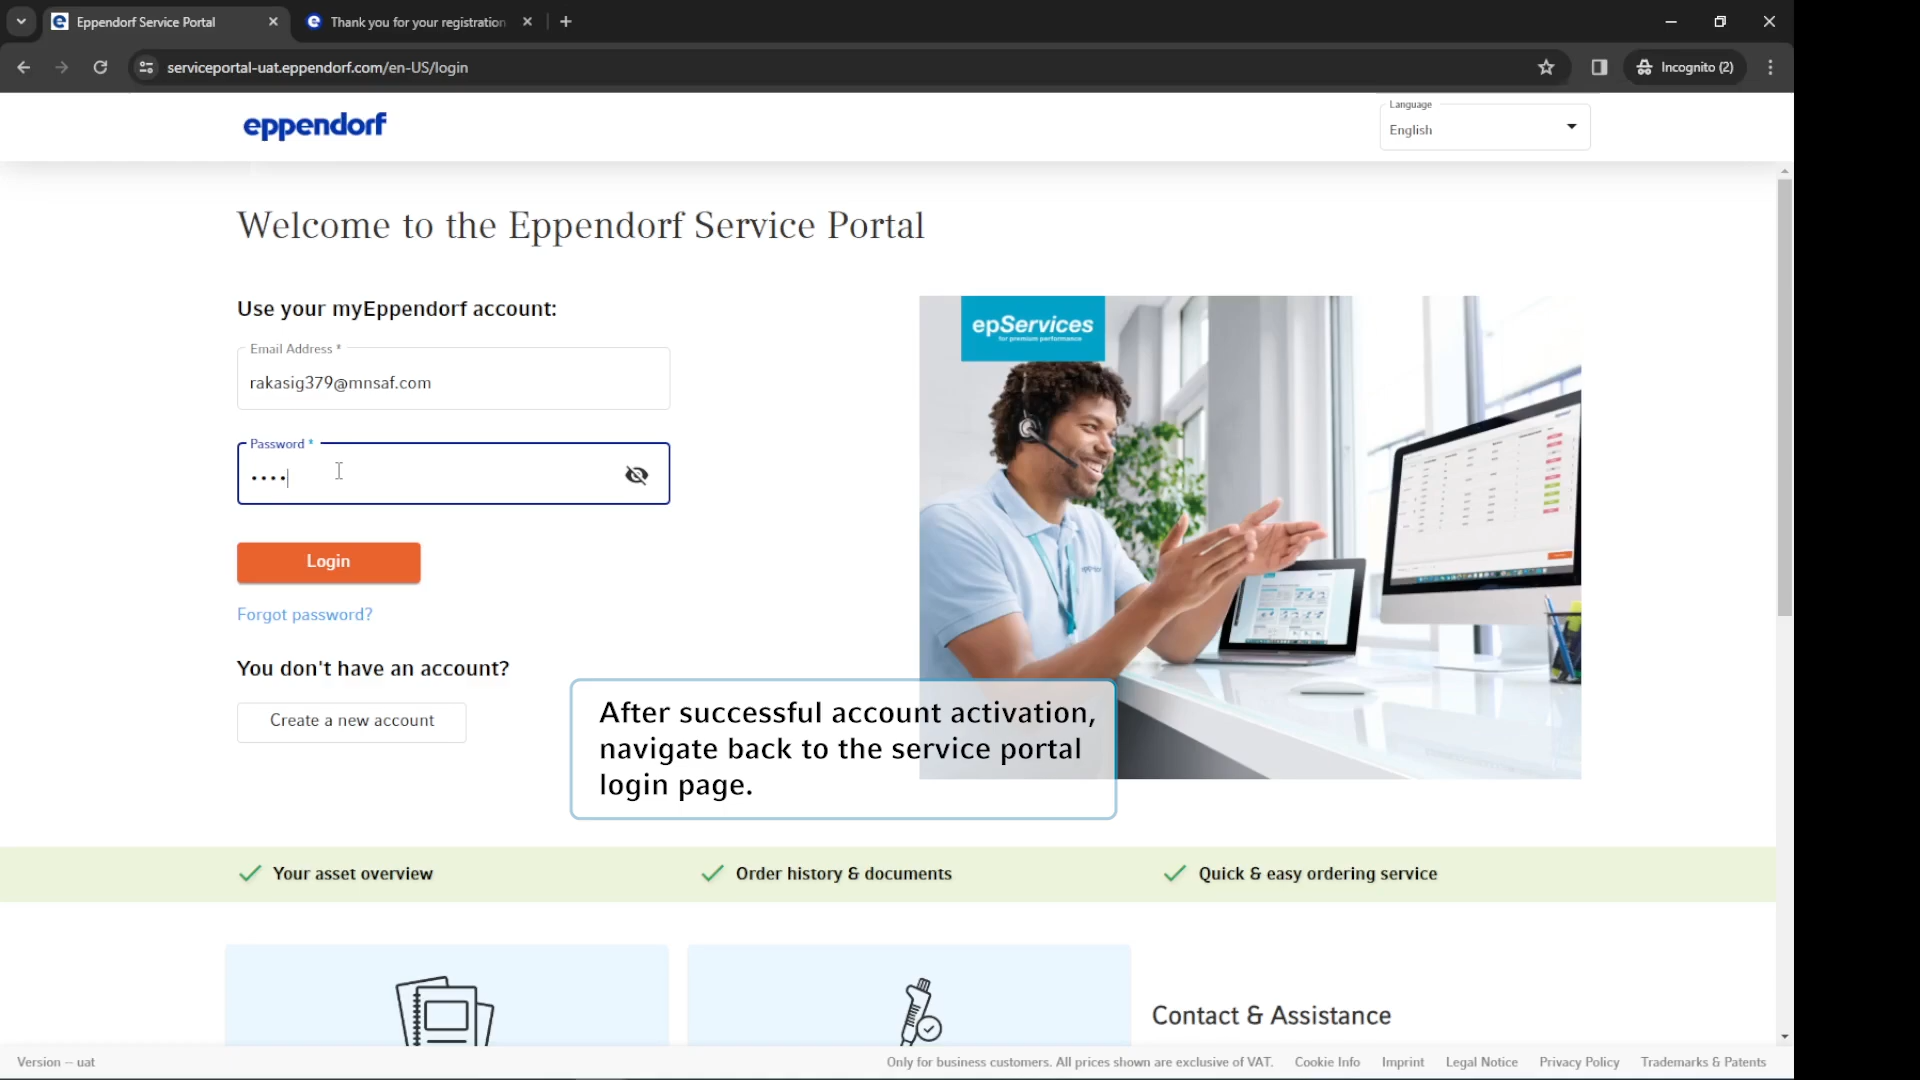 Eppendorf Service Portal
Thank you for your registration
serviceportal-uat.eppendorf.com/en-US/login
Incognito (2)
eppendorf
Language
English
Welcome to the Eppendorf Service Portal
Use your myEppendorf account:
Email Address *
rakasig379@mnsaf.com
Password *
••••
Login
Forgot password?
You don't have an account?
Create a new account
epServices
for premium performance
After successful account activation,
navigate back to the service portal
login page.
Your asset overview
Order history & documents
Quick & easy ordering service
Contact & Assistance
Version -- uat
Only for business customers. All prices shown are exclusive of VAT.
Cookie Info
Imprint
Legal Notice
Privacy Policy
Trademarks & Patents